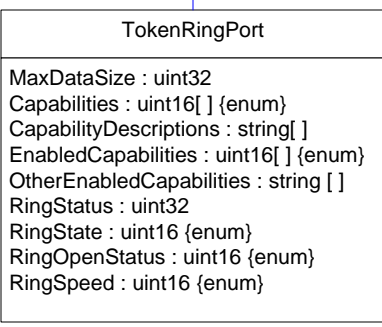 TokenRingPort
MaxDataSize : uint32
Capabilities : uint16[ ] {enum}
CapabilityDescriptions : string[ ]
EnabledCapabilities : uint16[ ] {enum}
OtherEnabledCapabilities : string [ ]
RingStatus : uint32
RingState : uint16 {enum}
RingOpenStatus : uint16 {enum}
RingSpeed : uint16 {enum}